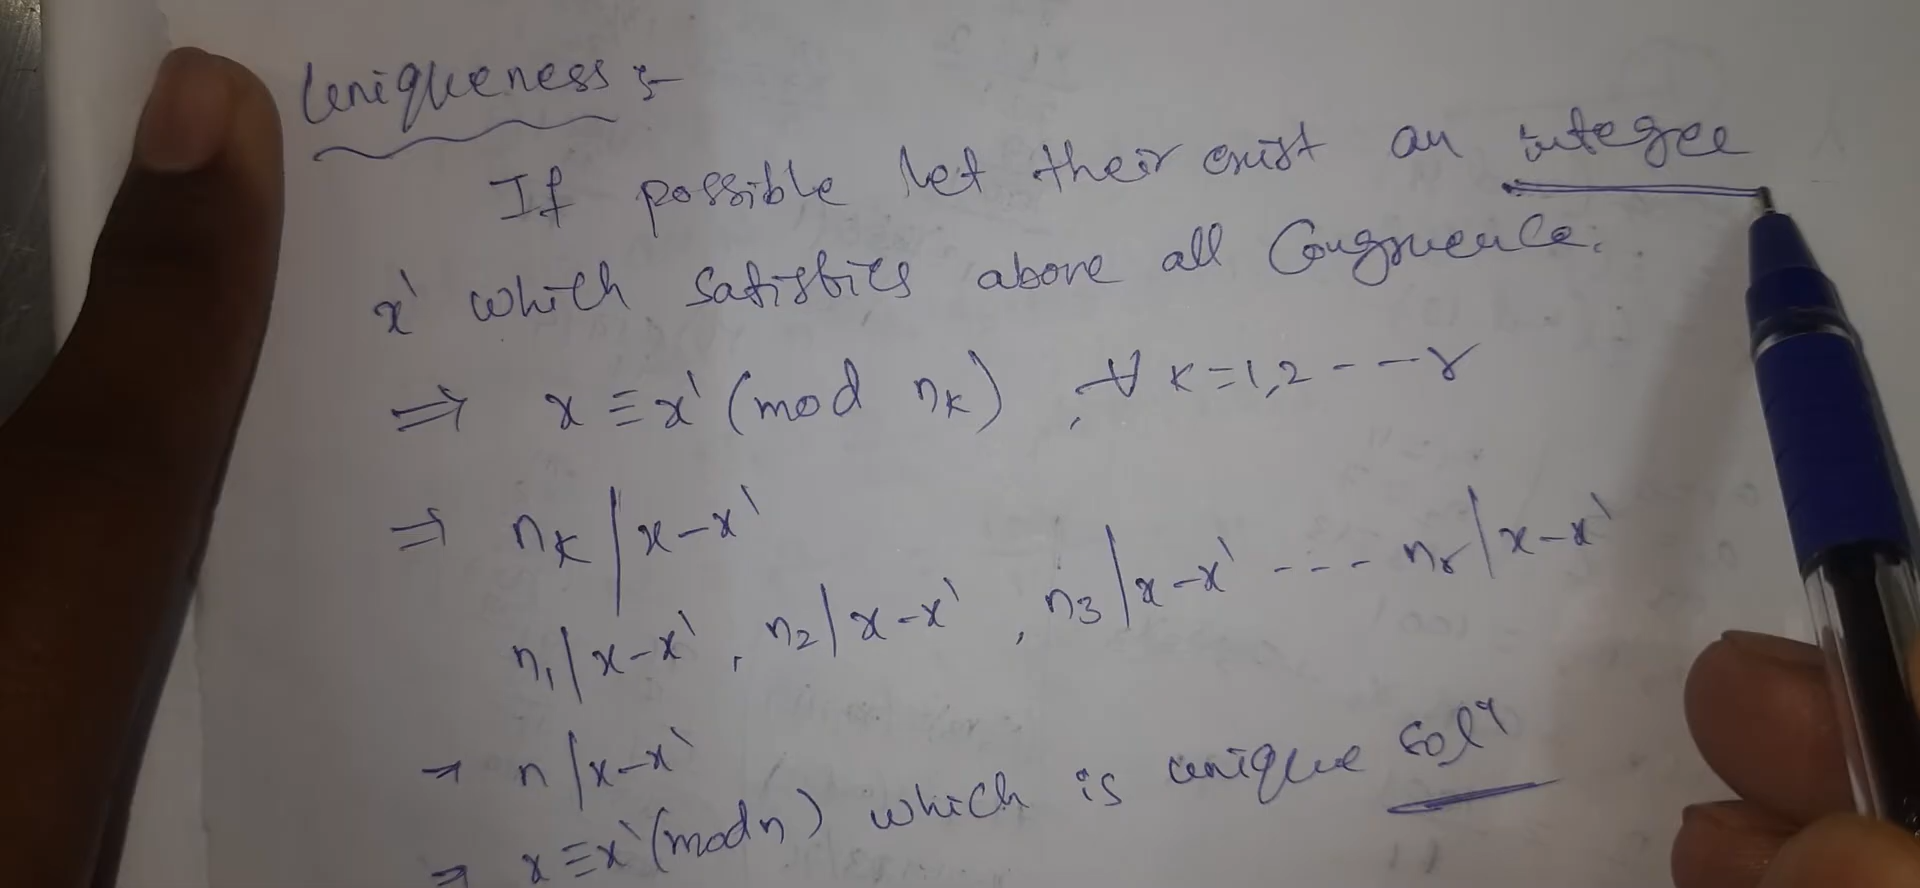 Uniqueness :-
If possible let their exist an integer
x' which satisfies above all Congruence.
⇒ x ≡ x' (mod nk) , ∀ k = 1,2 --- r
⇒ nk / x-x'
n1 / x-x' , n2 / x-x' , n3 / x-x' --- nr / x-x'
⇒ n / x-x'
⇒ x ≡ x' (mod n) which is unique solⁿ